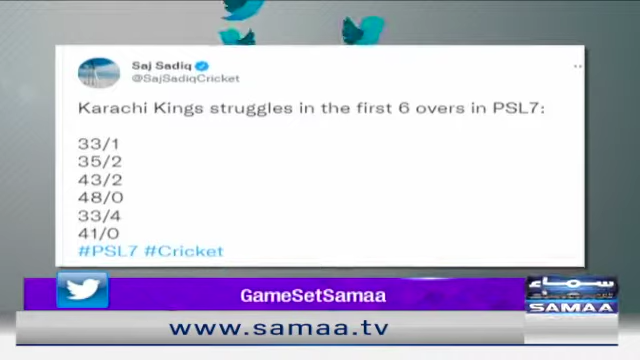 Saj Sadiq
@SajSadiqCricket
Karachi Kings struggles in the first 6 overs in PSL7:
33/1
35/2
43/2
48/0
33/4
41/0
#PSL7 #Cricket
GameSetSamaa
سماء
SAMAA
www.samaa.tv